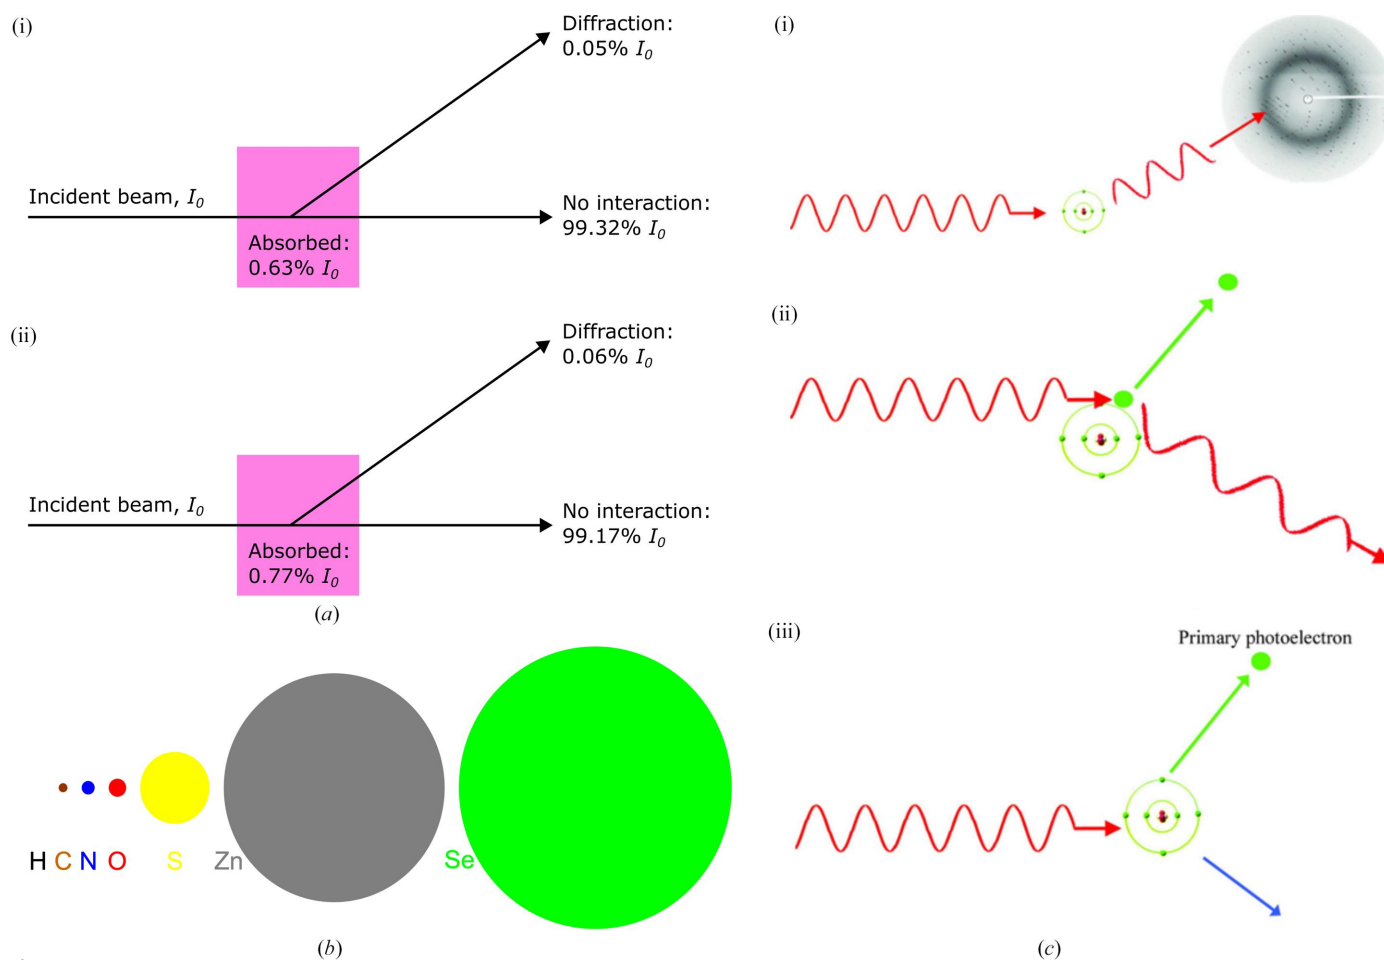 (i)
Diffraction:
0.05% I0
Incident beam, I0
No interaction:
99.32% I0
Absorbed:
0.63% I0
(ii)
Diffraction:
0.06% I0
Incident beam, I0
No interaction:
99.17% I0
Absorbed:
0.77% I0
(a)
H C N O S Zn Se
(b)
(i)
(ii)
(iii)
Primary photoelectron
(c)